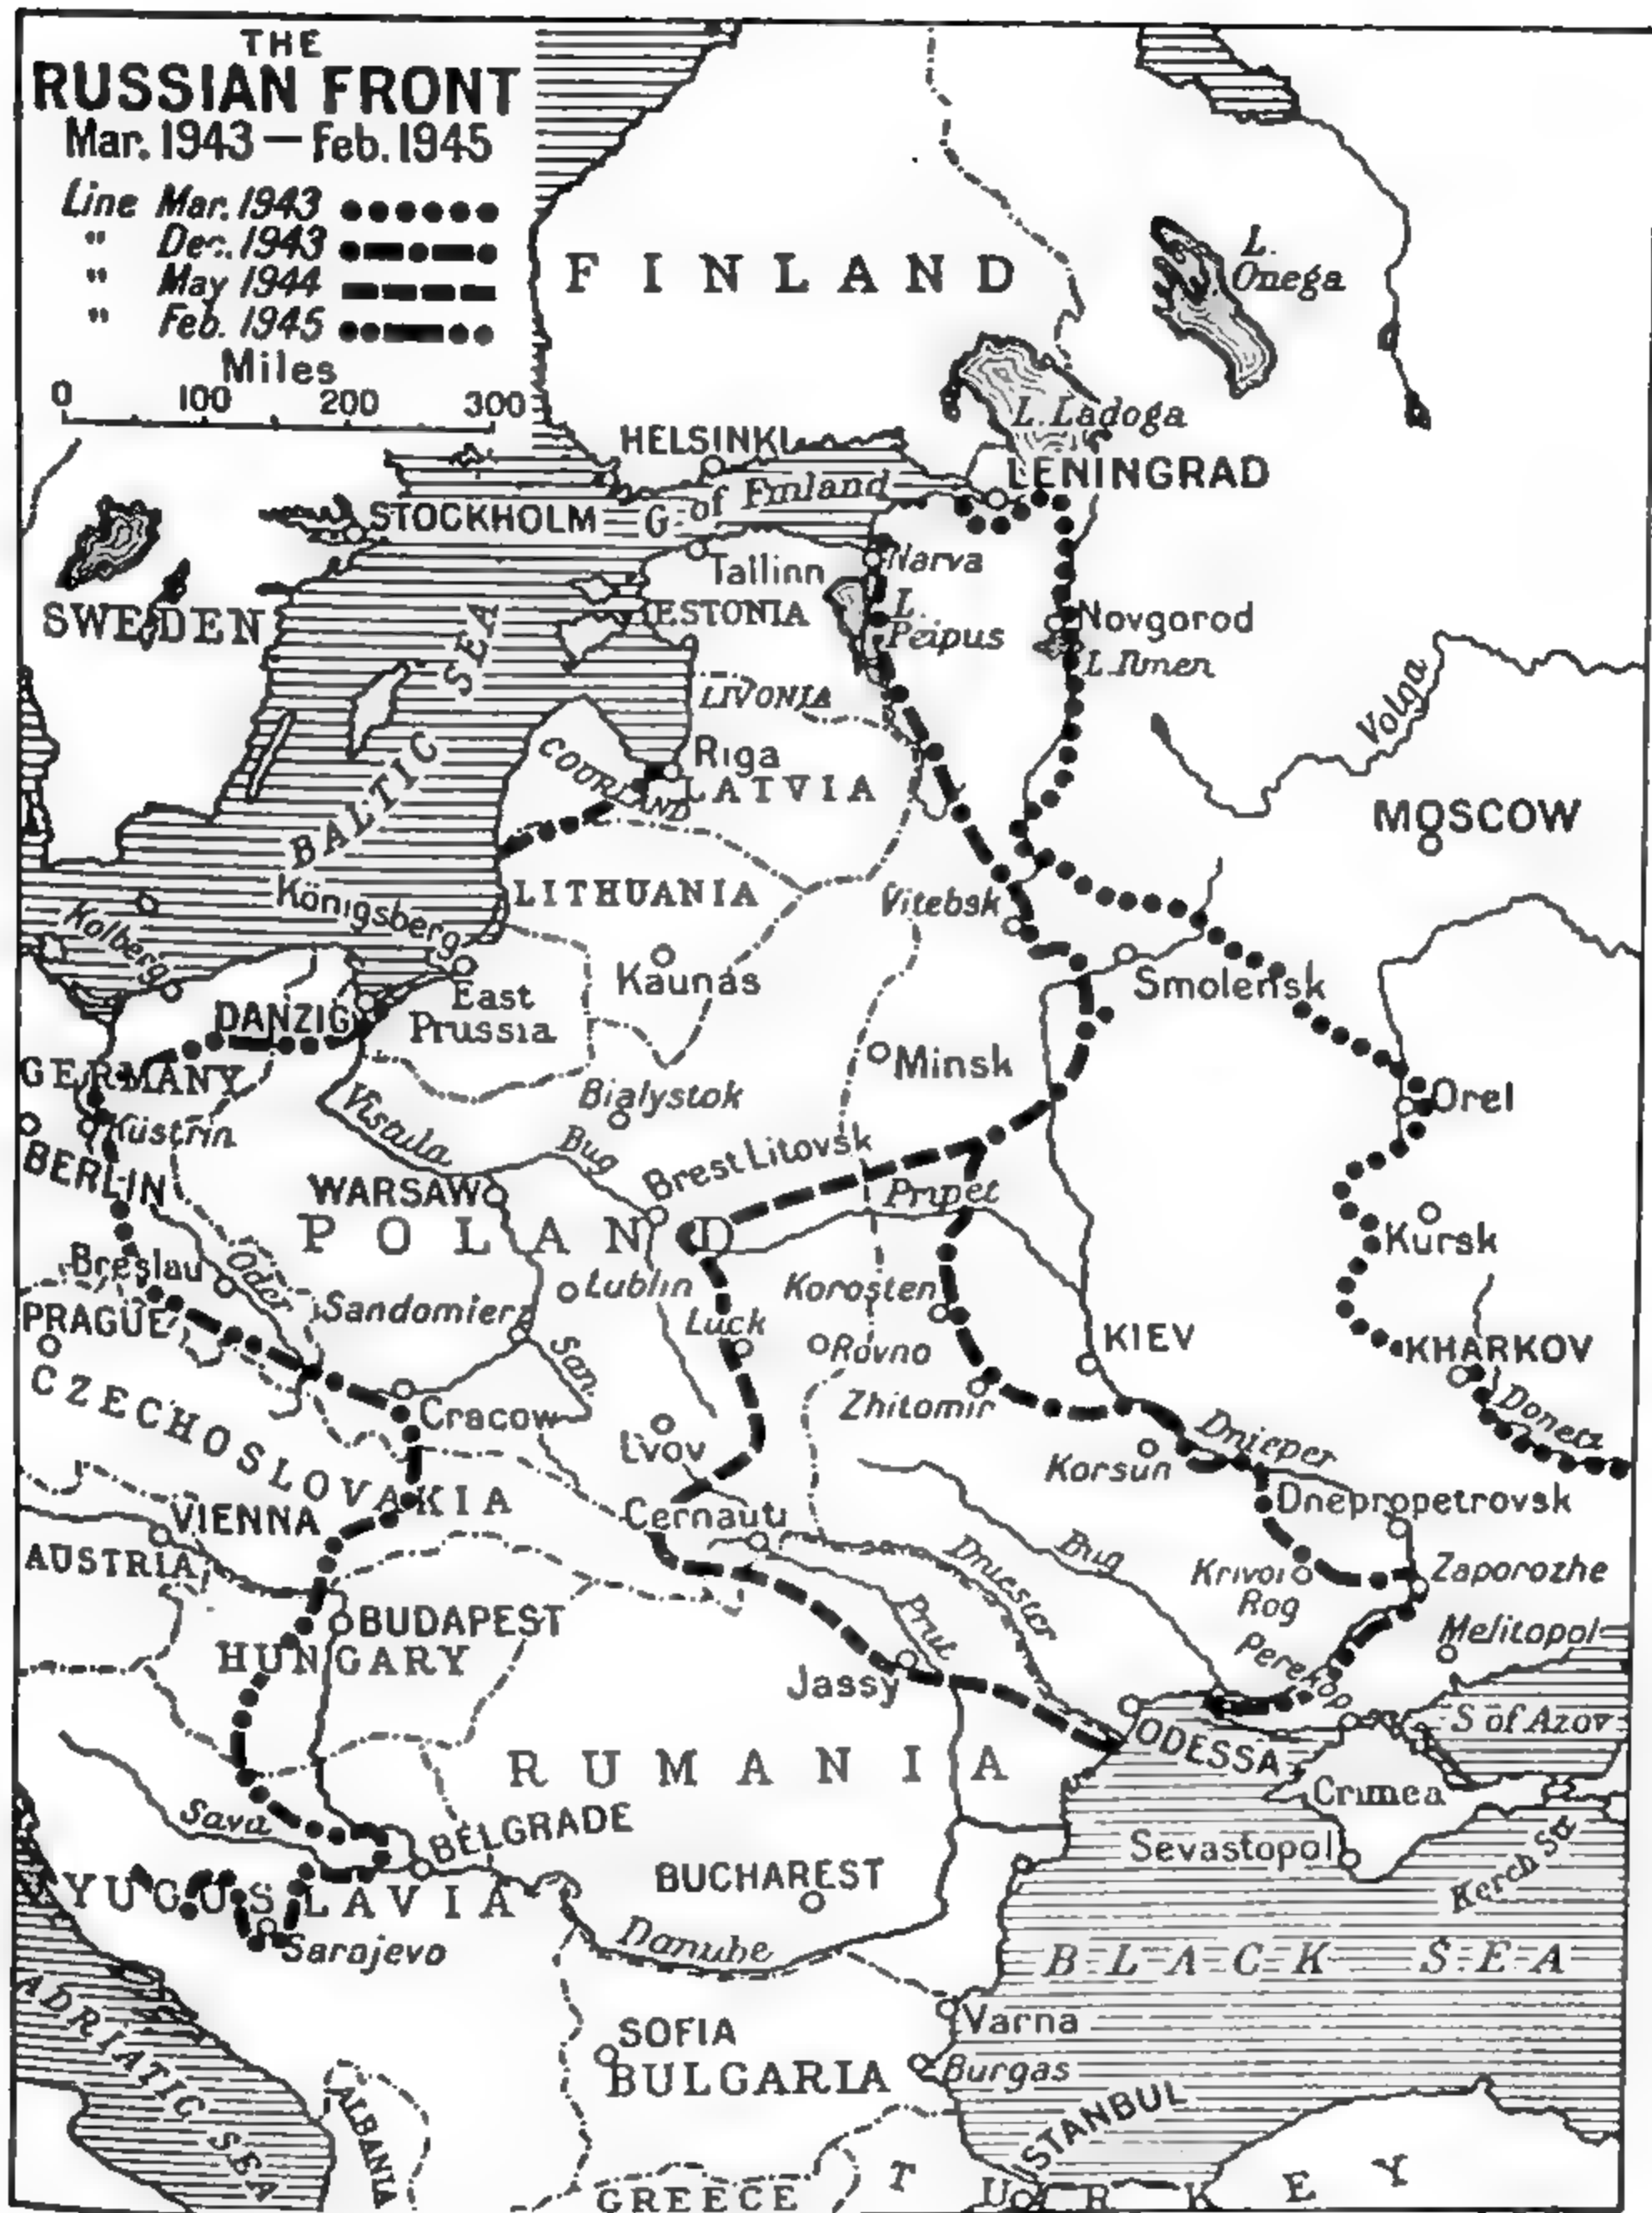 THE
RUSSIAN FRONT
Mar. 1943 — Feb. 1945
Line Mar. 1943
" Dec. 1943
" May 1944
" Feb. 1945
Miles
0 100 200 300
FINLAND
L. Onega
L. Ladoga
HELSINKI
LENINGRAD
G. of Finland
STOCKHOLM
Tallinn
Narva
SWEDEN
ESTONIA
L. Peipus
Novgorod
L. Ilmen
LIVONIA
Volga
BALTIC SEA
COURLAND
Riga
LATVIA
MOSCOW
LITHUANIA
Vitebsk
Königsberg
Kolberg
Kaunas
Smolensk
DANZIG
East Prussia
GERMANY
Minsk
Orel
Küstrin
Vistula
Bialystok
Bug
Brest Litovsk
BERLIN
WARSAW
Pripet
POLAND
Kursk
Breslau
Oder
Lublin
Korosten
Sandomierz
PRAGUE
Luck
Rovno
KIEV
KHARKOV
San.
CZECHOSLOVAKIA
Cracow
Zhitomir
Donetz
Lvov
Korsun
Dnieper
VIENNA
Cernauti
Dnepropetrovsk
AUSTRIA
Bug
Dniester
Krivoi Rog
Zaporozhe
BUDAPEST
HUNGARY
Prut
Melitopol
Perekop
Jassy
S of Azov
ODESSA
RUMANIA
Crimea
Sava
BELGRADE
Sevastopol
Kerch Str
BUCHAREST
YUGOSLAVIA
Sarajevo
Danube
BLACK SEA
ADRIATIC SEA
Varna
SOFIA
BULGARIA
Burgas
ALBANIA
ISTANBUL
GREECE
TURKEY